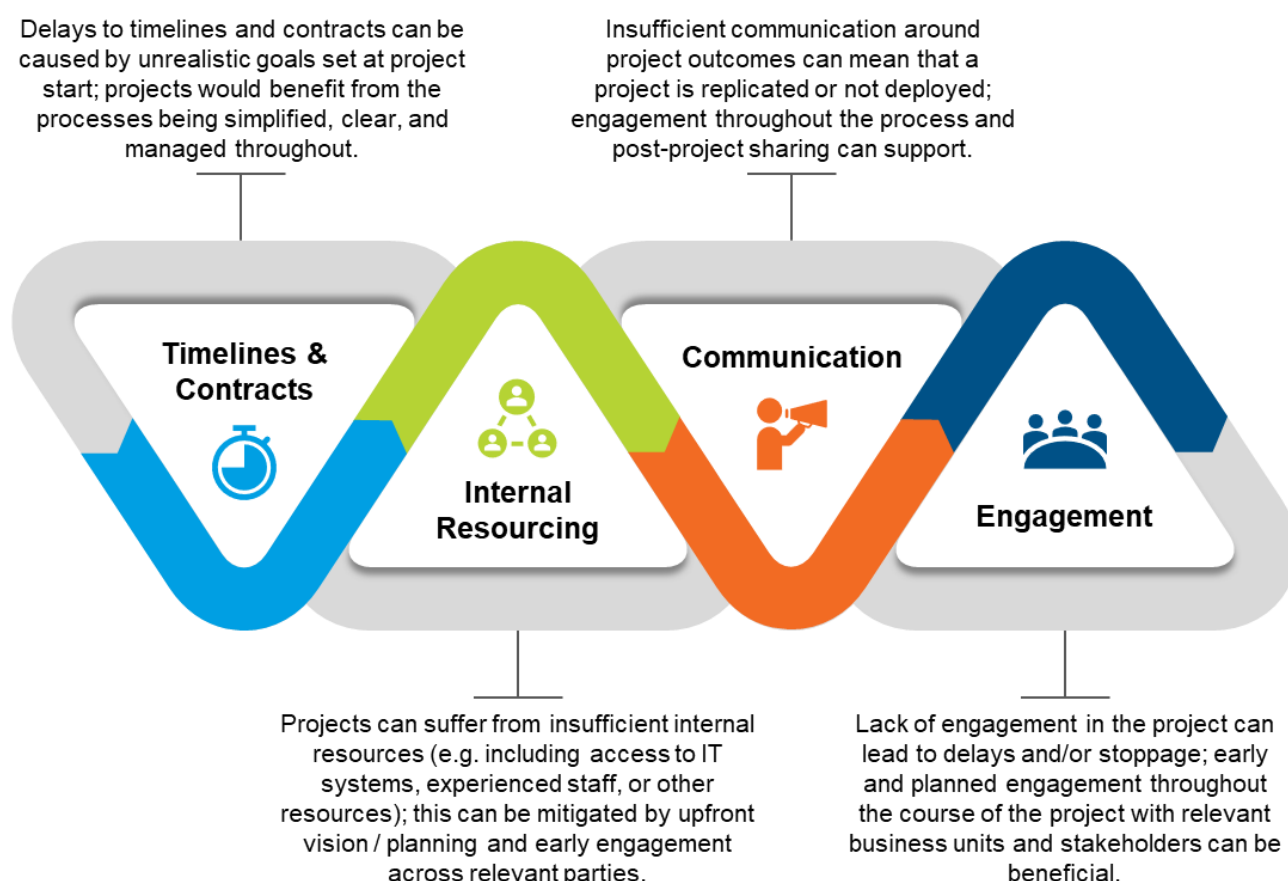 Delays to timelines and contracts can be
caused by unrealistic goals set at project
start; projects would benefit from the
processes being simplified, clear, and
managed throughout.
Insufficient communication around
project outcomes can mean that a
project is replicated or not deployed;
engagement throughout the process and
post-project sharing can support.
Timelines &
Contracts
Internal
Resourcing
Communication
Engagement
Projects can suffer from insufficient internal
resources (e.g. including access to IT
systems, experienced staff, or other
resources); this can be mitigated by upfront
vision / planning and early engagement
across relevant parties.
Lack of engagement in the project can
lead to delays and/or stoppage; early
and planned engagement throughout
the course of the project with relevant
business units and stakeholders can be
beneficial.